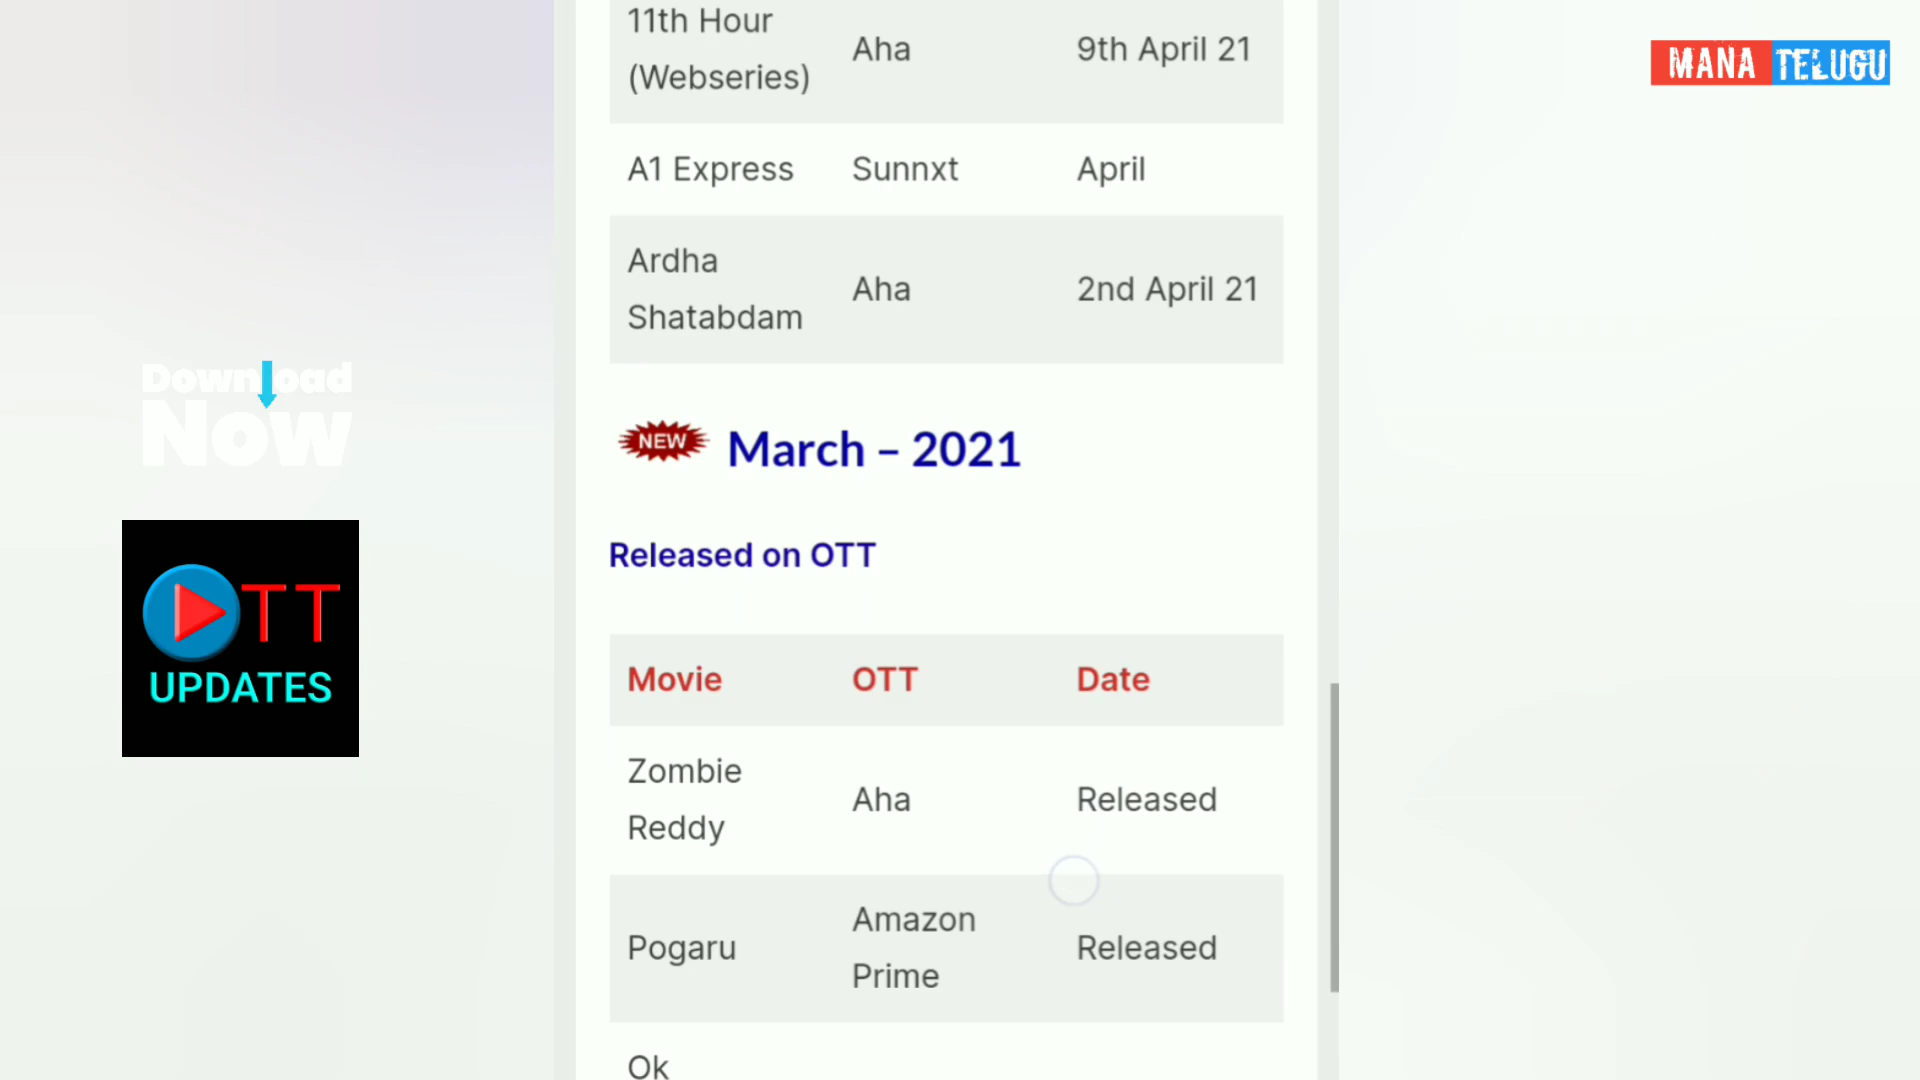 11th Hour
(Webseries)
Aha
9th April 21
A1 Express
Sunnxt
April
Ardha
Shatabdam
Aha
2nd April 21
NEW
March – 2021
Released on OTT
Movie
OTT
Date
Zombie
Reddy
Aha
Released
Pogaru
Amazon
Prime
Released
Ok
Download
Now
OTT
UPDATES
MANA TELUGU